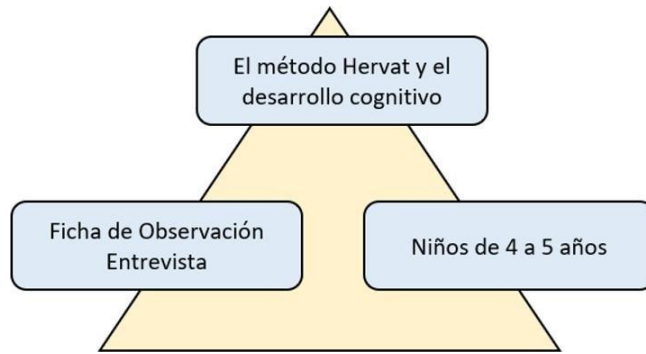 El método Hervat y el
desarrollo cognitivo
Ficha de Observación
Entrevista
Niños de 4 a 5 años